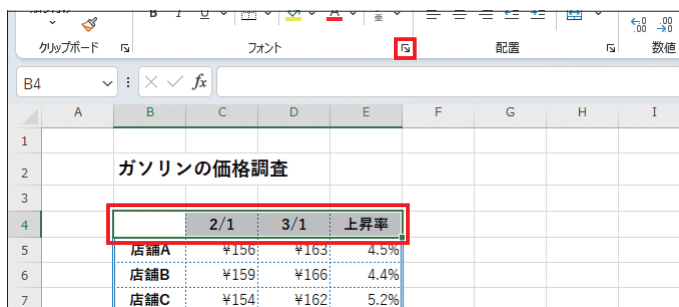 B I U A
クリップボード フォント 配置 数値
B4 fx
A B C D E F G H I
1
2 ガソリンの価格調査
3
4 2/1 3/1 上昇率
5 店舗A ¥156 ¥163 4.5%
6 店舗B ¥159 ¥166 4.4%
7 店舗C ¥154 ¥162 5.2%